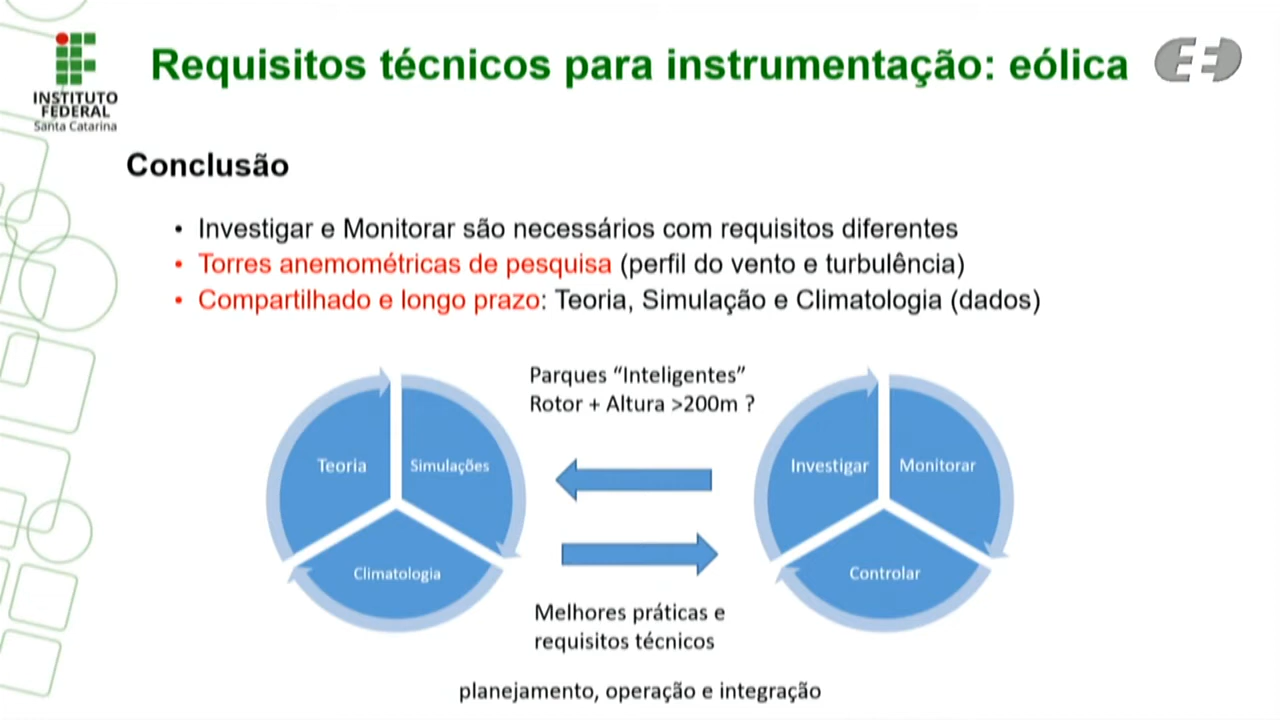 Requisitos técnicos para instrumentação: eólica
INSTITUTO
FEDERAL
Santa Catarina
Conclusão
• Investigar e Monitorar são necessários com requisitos diferentes
• Torres anemométricas de pesquisa (perfil do vento e turbulência)
• Compartilhado e longo prazo: Teoria, Simulação e Climatologia (dados)
Parques “Inteligentes”
Rotor + Altura >200m ?
Teoria
Simulações
Climatologia
Investigar
Monitorar
Controlar
Melhores práticas e
requisitos técnicos
planejamento, operação e integração